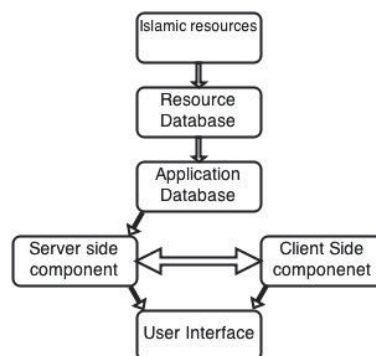 Islamic resources
Resource
Database
Application
Database
Server side
component
Client Side
componenet
User Interface